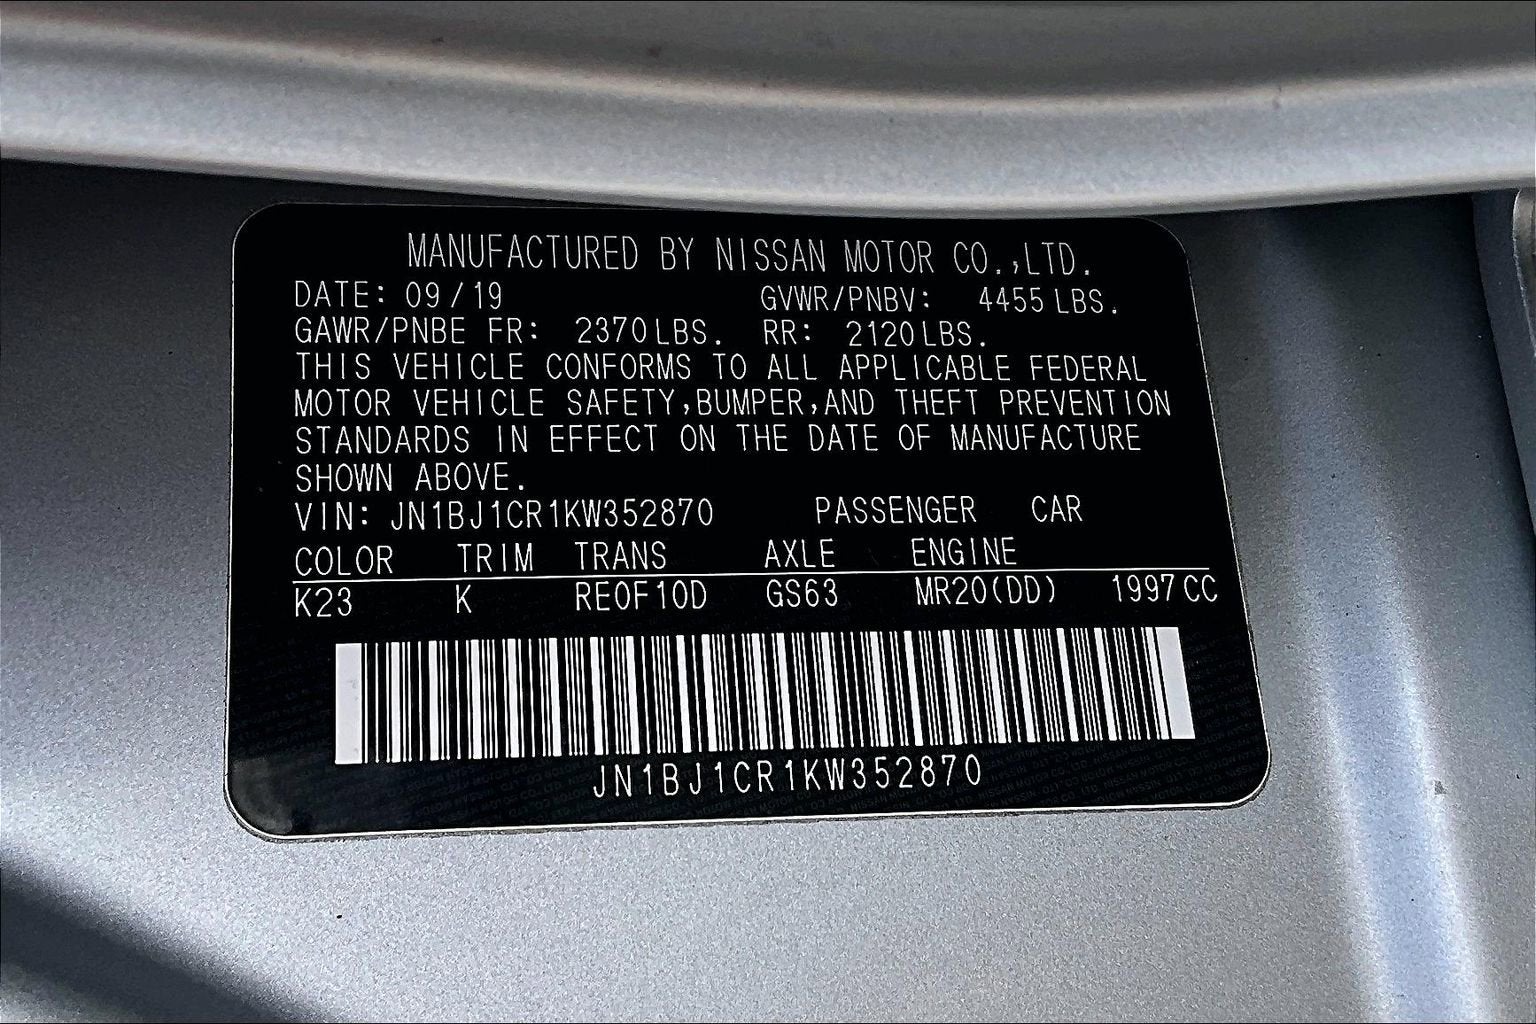 MANUFACTURED BY NISSAN MOTOR CO.,LTD.
DATE: 09/19 GVWR/PNBV: 4455 LBS.
GAWR/PNBE FR: 2370LBS. RR: 2120LBS.
THIS VEHICLE CONFORMS TO ALL APPLICABLE FEDERAL
MOTOR VEHICLE SAFETY,BUMPER,AND THEFT PREVENTION
STANDARDS IN EFFECT ON THE DATE OF MANUFACTURE
SHOWN ABOVE.
VIN: JN1BJ1CR1KW352870 PASSENGER CAR
COLOR TRIM TRANS AXLE ENGINE
K23 K RE0F10D GS63 MR20(DD) 1997CC
JN1BJ1CR1KW352870